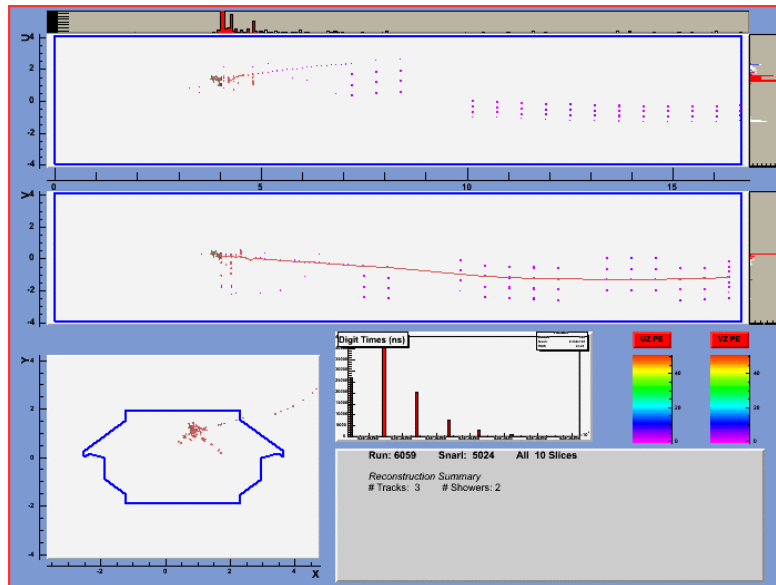 4
U
2
0
-2
-4
0
5
10
15
4
V
2
0
-2
-4
Digit Times (ns)
UZ PE
VZ PE
40
40
20
20
0
0
Y
4
2
0
-2
-4
-2
0
2
4
X
Run: 6059 Snarl: 5024 All 10 Slices
Reconstruction Summary
# Tracks: 3 # Showers: 2